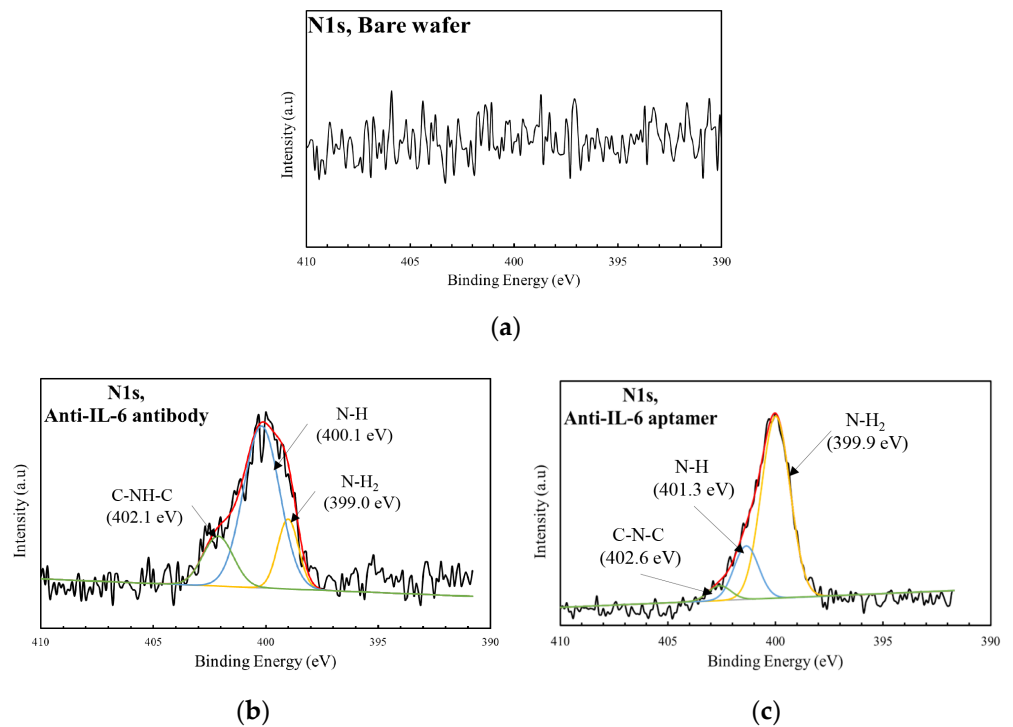 N1s, Bare wafer
Intensity (a.u)
410 405 400 395 390
Binding Energy (eV)
(a)
N1s,
Anti-IL-6 antibody
N-H
(400.1 eV)
N-H₂
(399.0 eV)
C-NH-C
(402.1 eV)
Intensity (a.u)
410 405 400 395 390
Binding Energy (eV)
(b)
N1s,
Anti-IL-6 aptamer
N-H₂
(399.9 eV)
N-H
(401.3 eV)
C-N-C
(402.6 eV)
Intensity (a.u)
410 405 400 395 390
Binding Energy (eV)
(c)